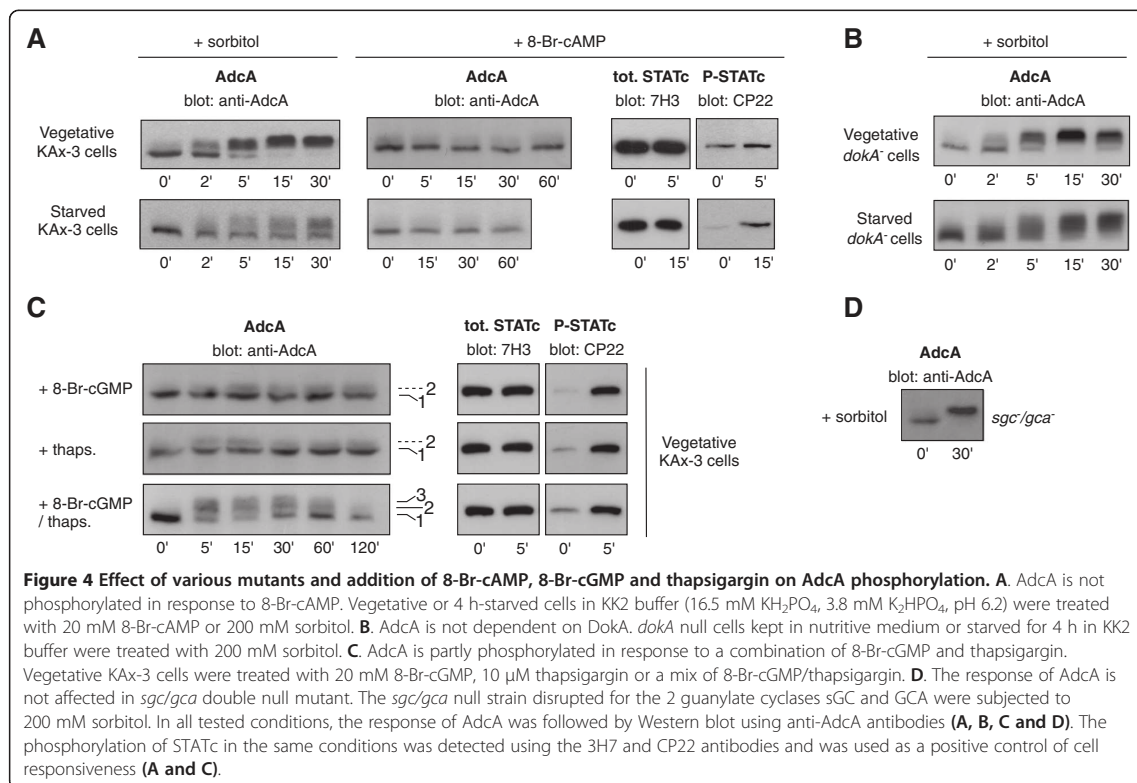 A
+ sorbitol
+ 8-Br-cAMP
AdcA
blot: anti-AdcA
AdcA
blot: anti-AdcA
tot. STATc
blot: 7H3
P-STATc
blot: CP22
Vegetative
KAx-3 cells
0' 2' 5' 15' 30'
0' 5' 15' 30' 60'
0' 5'
0' 5'
Starved
KAx-3 cells
0' 2' 5' 15' 30'
0' 15' 30' 60'
0' 15'
0' 15'
B
+ sorbitol
AdcA
blot: anti-AdcA
Vegetative
dokA- cells
0' 2' 5' 15' 30'
Starved
dokA- cells
0' 2' 5' 15' 30'
C
AdcA
blot: anti-AdcA
tot. STATc
blot: 7H3
P-STATc
blot: CP22
+ 8-Br-cGMP
2
1
+ thaps.
2
1
+ 8-Br-cGMP
/ thaps.
3
2
1
0' 5' 15' 30' 60' 120'
0' 5'
0' 5'
Vegetative
KAx-3 cells
D
AdcA
blot: anti-AdcA
+ sorbitol
sgc-/gca-
0' 30'
Figure 4 Effect of various mutants and addition of 8-Br-cAMP, 8-Br-cGMP and thapsigargin on AdcA phosphorylation. A. AdcA is not
phosphorylated in response to 8-Br-cAMP. Vegetative or 4 h-starved cells in KK2 buffer (16.5 mM KH2PO4, 3.8 mM K2HPO4, pH 6.2) were treated
with 20 mM 8-Br-cAMP or 200 mM sorbitol. B. AdcA is not dependent on DokA. dokA null cells kept in nutritive medium or starved for 4 h in KK2
buffer were treated with 200 mM sorbitol. C. AdcA is partly phosphorylated in response to a combination of 8-Br-cGMP and thapsigargin.
Vegetative KAx-3 cells were treated with 20 mM 8-Br-cGMP, 10 μM thapsigargin or a mix of 8-Br-cGMP/thapsigargin. D. The response of AdcA is
not affected in sgc/gca double null mutant. The sgc/gca null strain disrupted for the 2 guanylate cyclases sGC and GCA were subjected to
200 mM sorbitol. In all tested conditions, the response of AdcA was followed by Western blot using anti-AdcA antibodies (A, B, C and D). The
phosphorylation of STATc in the same conditions was detected using the 3H7 and CP22 antibodies and was used as a positive control of cell
responsiveness (A and C).